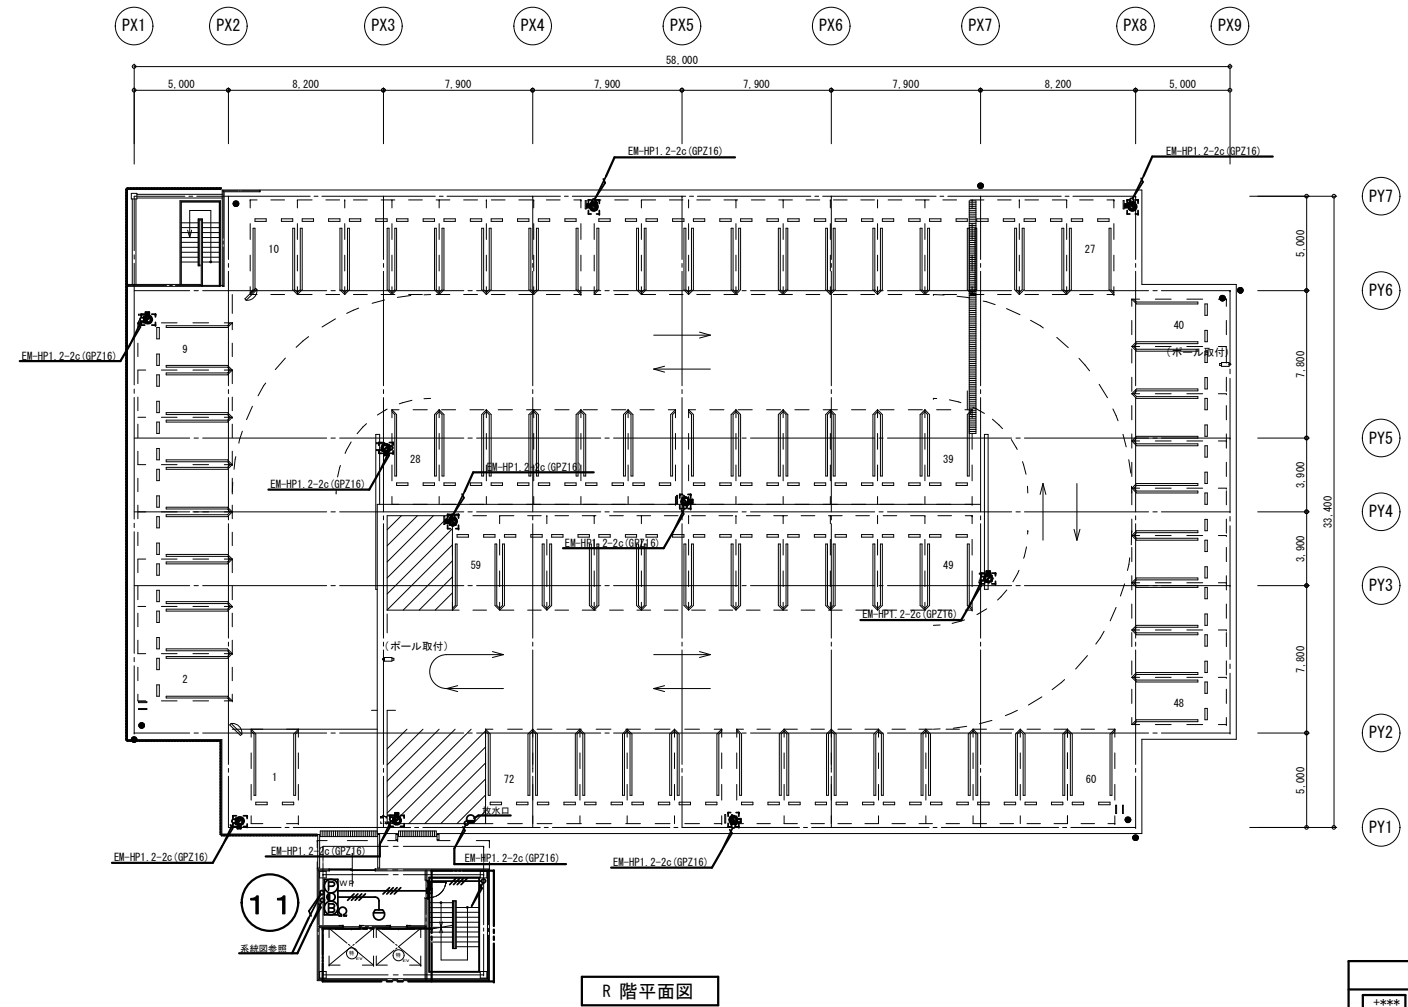 PX1 PX2 PX3 PX4 PX5 PX6 PX7 PX8 PX9
58,000
5,000 8,200 7,900 7,900 7,900 7,900 8,200 5,000
EM-HP1.2-2c(GPZ16) EM-HP1.2-2c(GPZ16)
PY7
10 27
5,000
PY6
40
EM-HP1.2-2c(GPZ16) 9 (ポール取付)
7,800
PY5
28 EM-HP1.2-2c(GPZ16) 39
EM-HP1.2-2c(GPZ16)
3,900
33,400
PY4
EM-HP1.2-2c(GPZ16)
59 49
3,900
PY3
EM-HP1.2-2c(GPZ16)
(ポール取付)
7,800
2
48
PY2
1 72 60
5,000
放水口
PY1
EM-HP1.2-2c(GPZ16) EM-HP1.2-2c(GPZ16) EM-HP1.2-2c(GPZ16) EM-HP1.2-2c(GPZ16)
11
P WP
B
系統図参照
特 特
R 階平面図